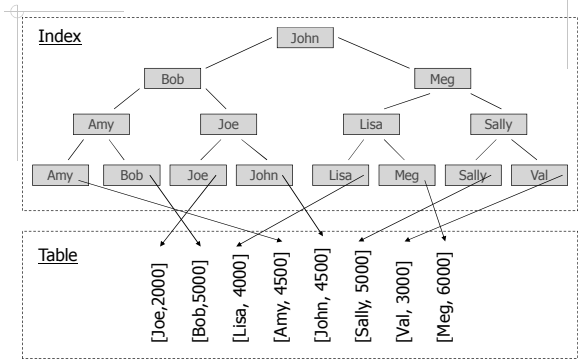 Index
John
Bob Meg
Amy Joe Lisa Sally
Amy Bob Joe John Lisa Meg Sally Val
Table
[Joe,2000]
[Bob,5000]
[Lisa, 4000]
[Amy, 4500]
[John, 4500]
[Sally, 5000]
[Val, 3000]
[Meg, 6000]